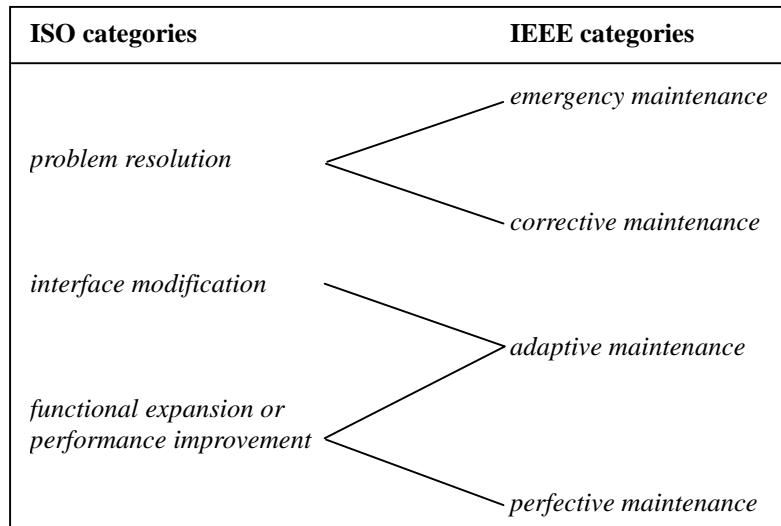 ISO categories
IEEE categories
emergency maintenance
problem resolution
corrective maintenance
interface modification
adaptive maintenance
functional expansion or
performance improvement
perfective maintenance